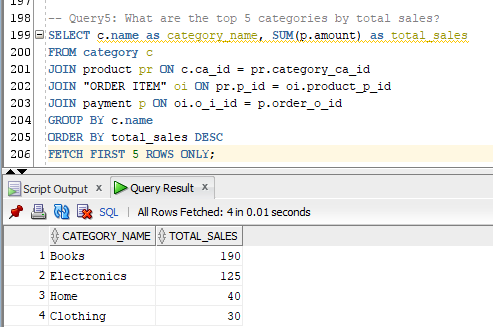 197
198 -- Query5: What are the top 5 categories by total sales?
199 SELECT c.name as category_name, SUM(p.amount) as total_sales
200 FROM category c
201 JOIN product pr ON c.ca_id = pr.category_ca_id
202 JOIN "ORDER ITEM" oi ON pr.p_id = oi.product_p_id
203 JOIN payment p ON oi.o_i_id = p.order_o_id
204 GROUP BY c.name
205 ORDER BY total_sales DESC
206 FETCH FIRST 5 ROWS ONLY;
Script Output x Query Result x
SQL | All Rows Fetched: 4 in 0.01 seconds
CATEGORY_NAME TOTAL_SALES
1 Books 190
2 Electronics 125
3 Home 40
4 Clothing 30